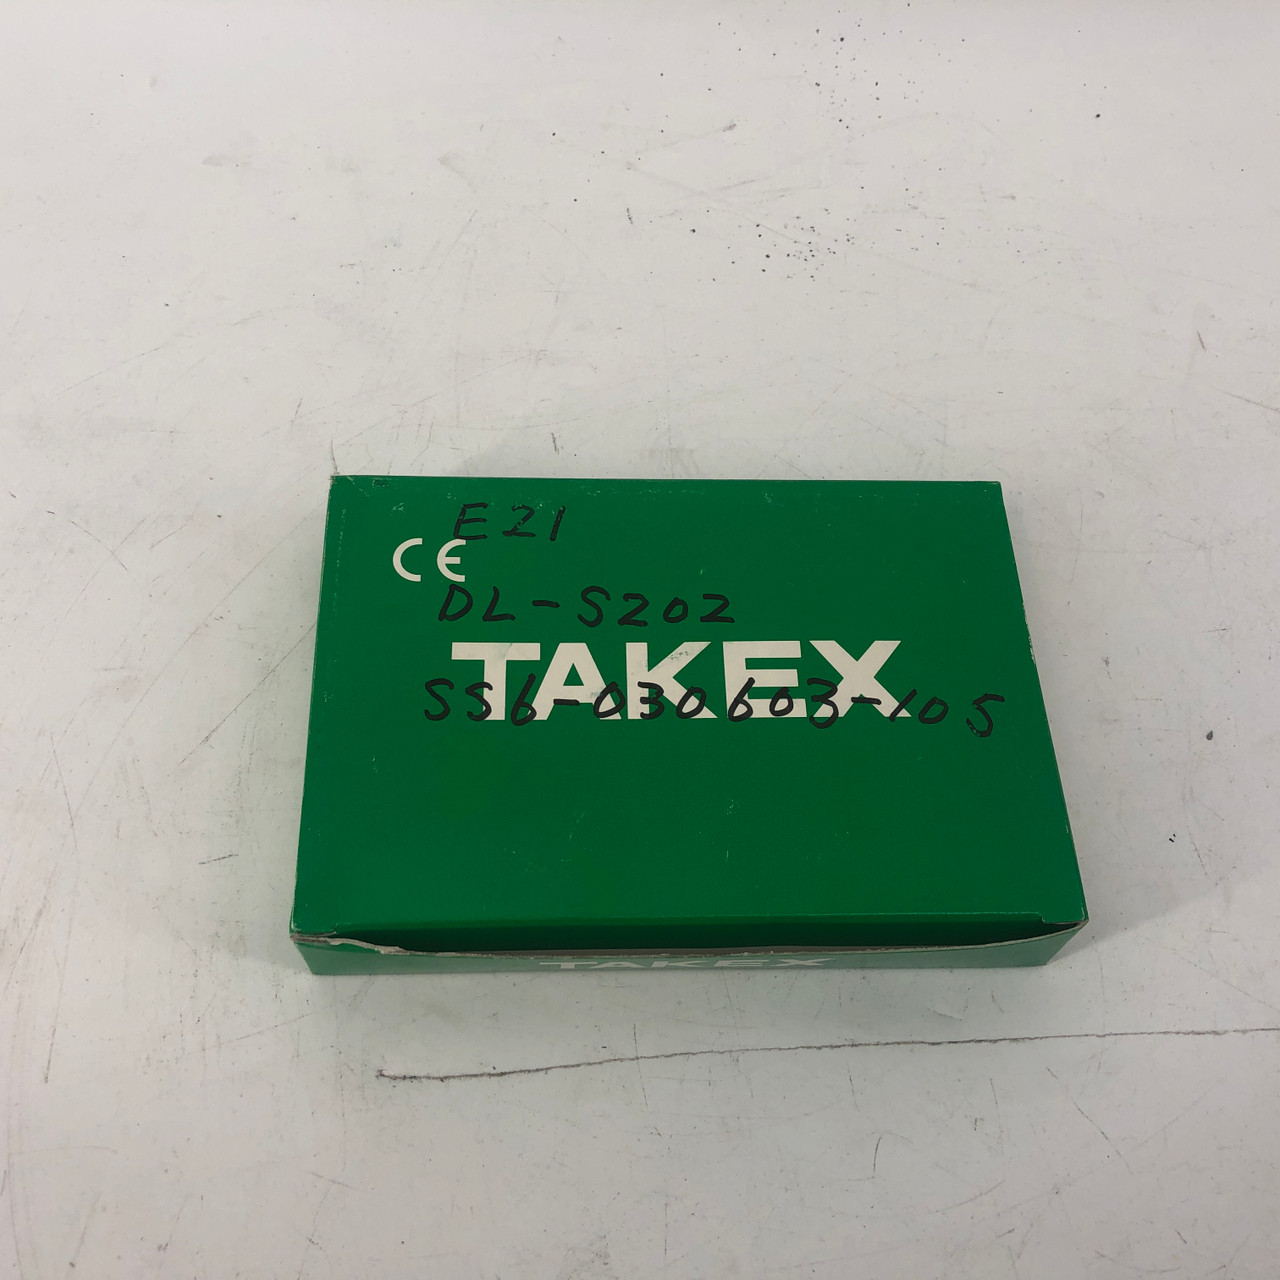 E21
CE
DL-S202
TAKEX
SS6-030603-105
TAKEX